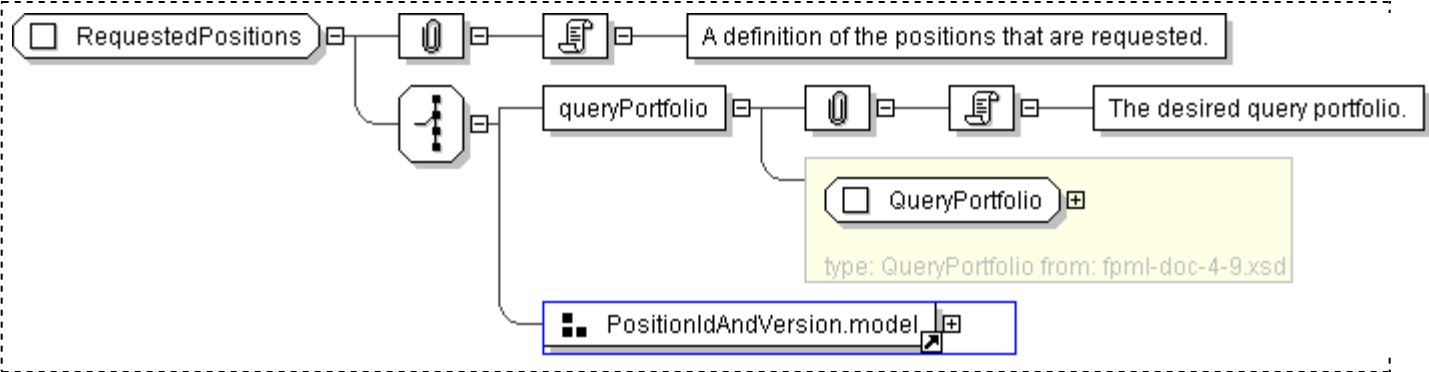 RequestedPositions
A definition of the positions that are requested.
queryPortfolio
The desired query portfolio.
QueryPortfolio
type: QueryPortfolio from: fpml-doc-4-9.xsd
PositionIdAndVersion.model